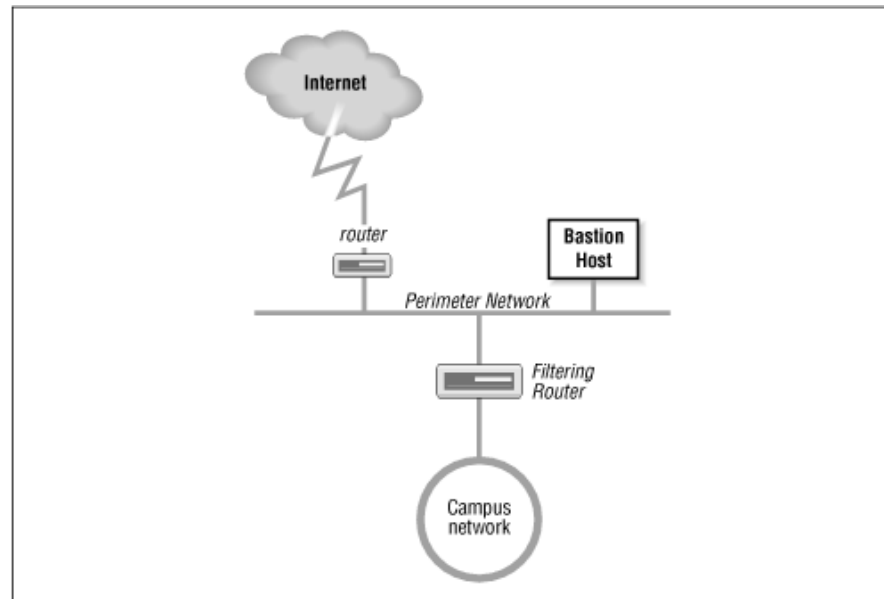 Internet
router
Bastion
Host
Perimeter Network
Filtering
Router
Campus
network